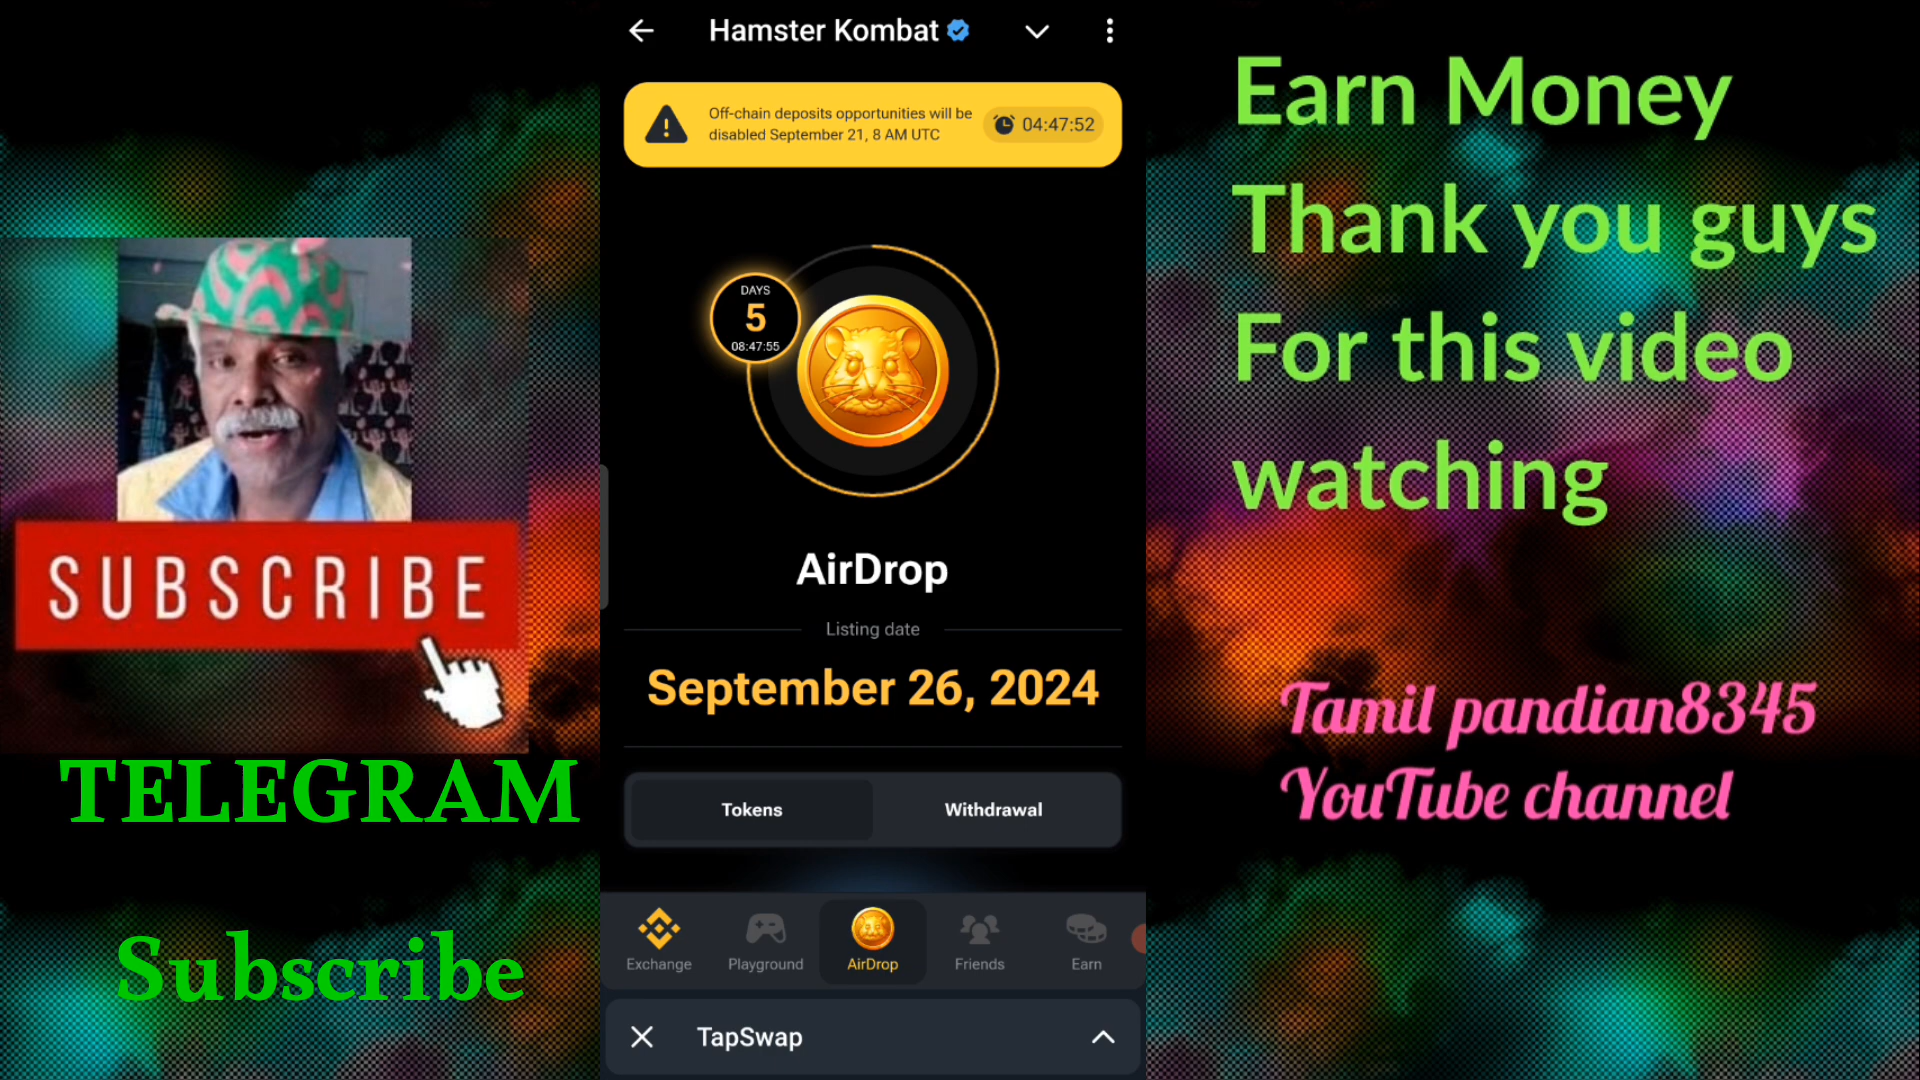 SUBSCRIBE
TELEGRAM
Subscribe
Hamster Kombat
Off-chain deposits opportunities will be
disabled September 21, 8 AM UTC
04:47:52
DAYS
5
08:47:55
AirDrop
Listing date
September 26, 2024
Tokens
Withdrawal
Exchange
Playground
AirDrop
Friends
Earn
TapSwap
Earn Money
Thank you guys
For this video
watching
Tamil pandian8345
YouTube channel